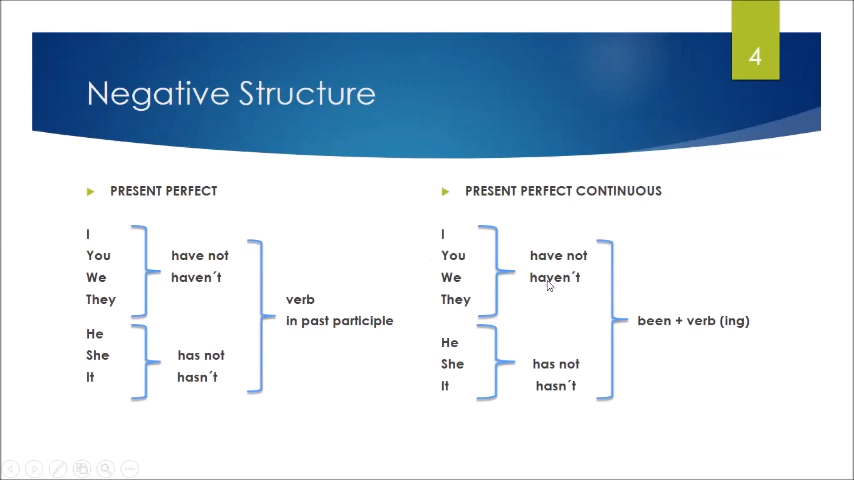 4
Negative Structure
PRESENT PERFECT
I
You
We
They
have not
haven´t
He
She
It
has not
hasn´t
verb
in past participle
PRESENT PERFECT CONTINUOUS
I
You
We
They
have not
haven´t
He
She
It
has not
hasn´t
been + verb (ing)